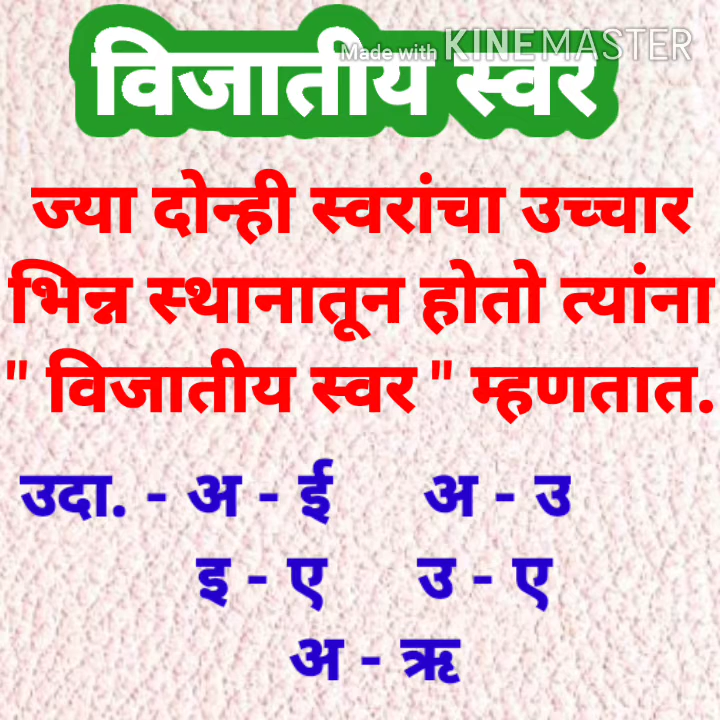 Made with KINEMASTER
विजातीय स्वर
ज्या दोन्ही स्वरांचा उच्चार
भिन्न स्थानातून होतो त्यांना
" विजातीय स्वर " म्हणतात.
उदा. - अ - ई अ - उ
इ - ए उ - ए
अ - ऋ